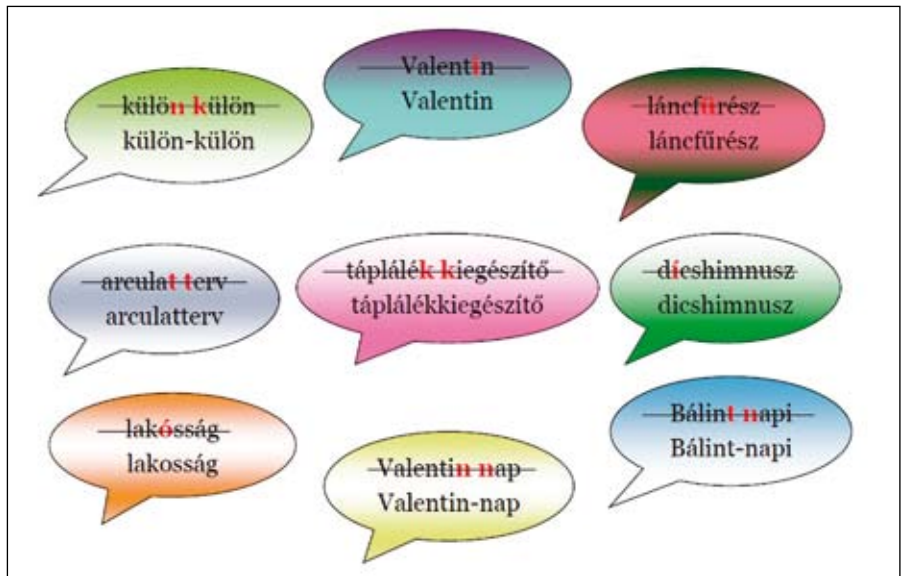 külön külön
külön-külön
Valentín
Valentin
láncfürész
láncfűrész
arculat terv
arculatterv
táplálék kiegészítő
táplálékkiegészítő
dícshimnusz
dicshimnusz
lakósság
lakosság
Valentin nap
Valentin-nap
Bálint napi
Bálint-napi